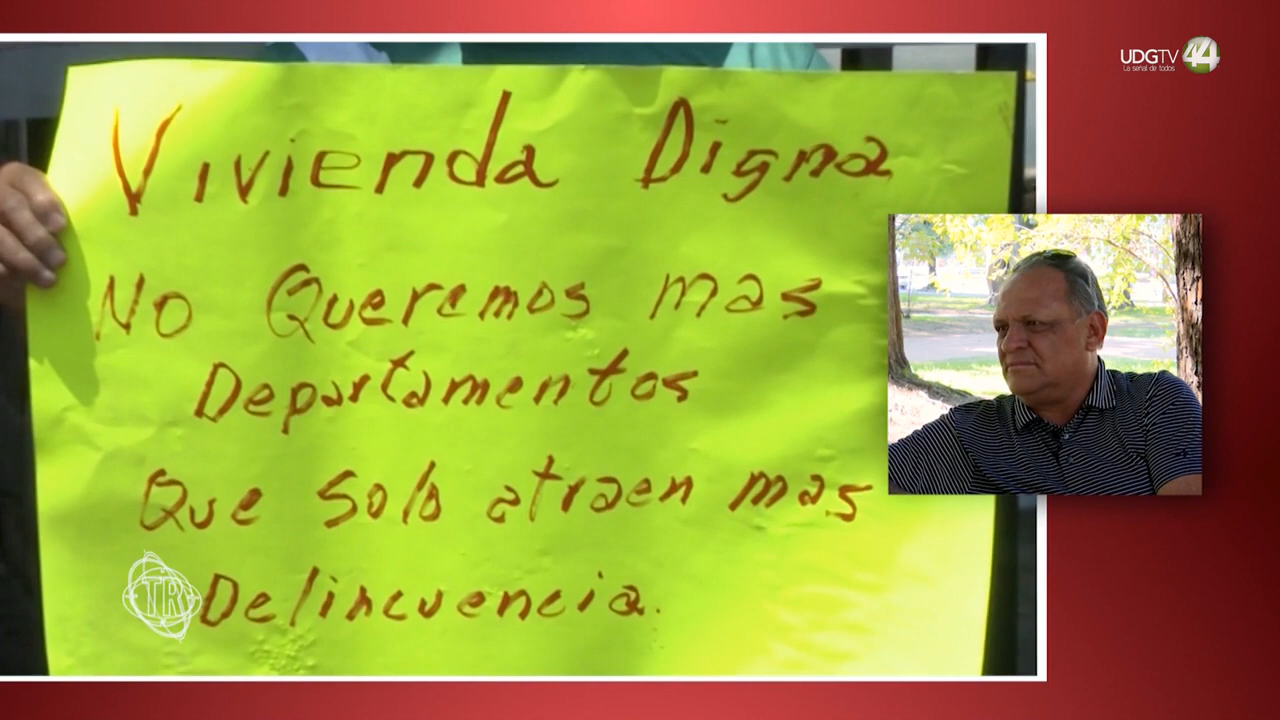 UDGTV 44
La señal de todos
Vivienda Digna
No Queremos mas
Departamentos
Que solo atraen mas
Delincuencia.
TR